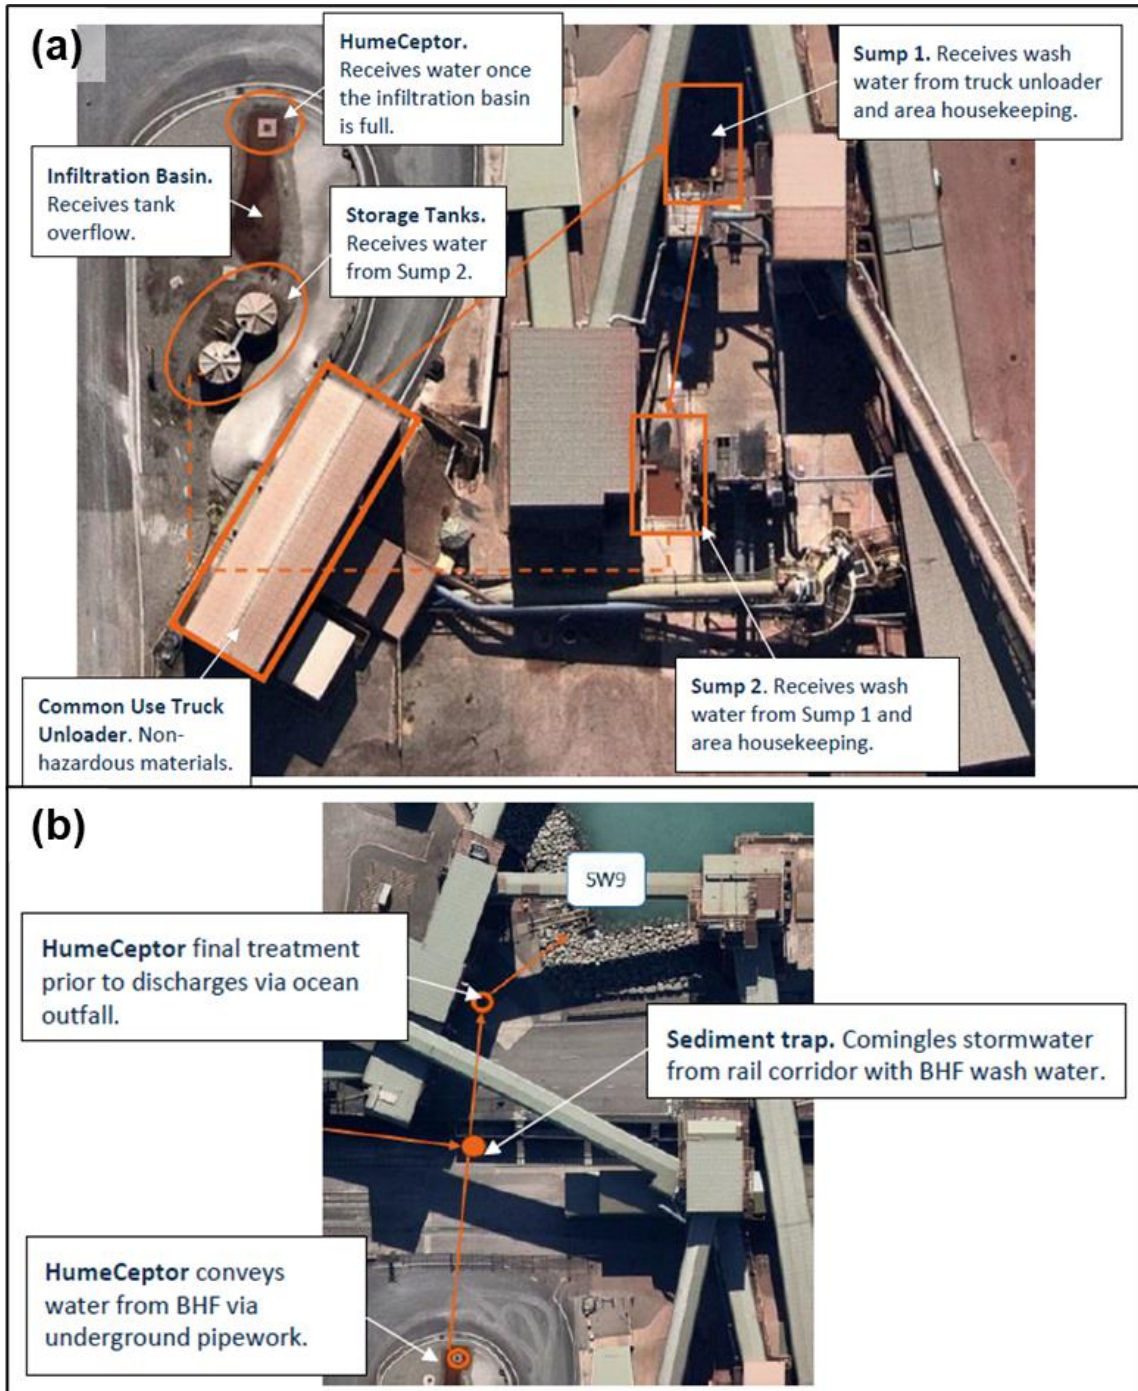 (a)
HumeCeptor.
Receives water once
the infiltration basin
is full.
Sump 1. Receives wash
water from truck unloader
and area housekeeping.
Infiltration Basin.
Receives tank
overflow.
Storage Tanks.
Receives water
from Sump 2.
Common Use Truck
Unloader. Non-
hazardous materials.
Sump 2. Receives wash
water from Sump 1 and
area housekeeping.
(b)
SW9
HumeCeptor final treatment
prior to discharges via ocean
outfall.
Sediment trap. Comingles stormwater
from rail corridor with BHF wash water.
HumeCeptor conveys
water from BHF via
underground pipework.